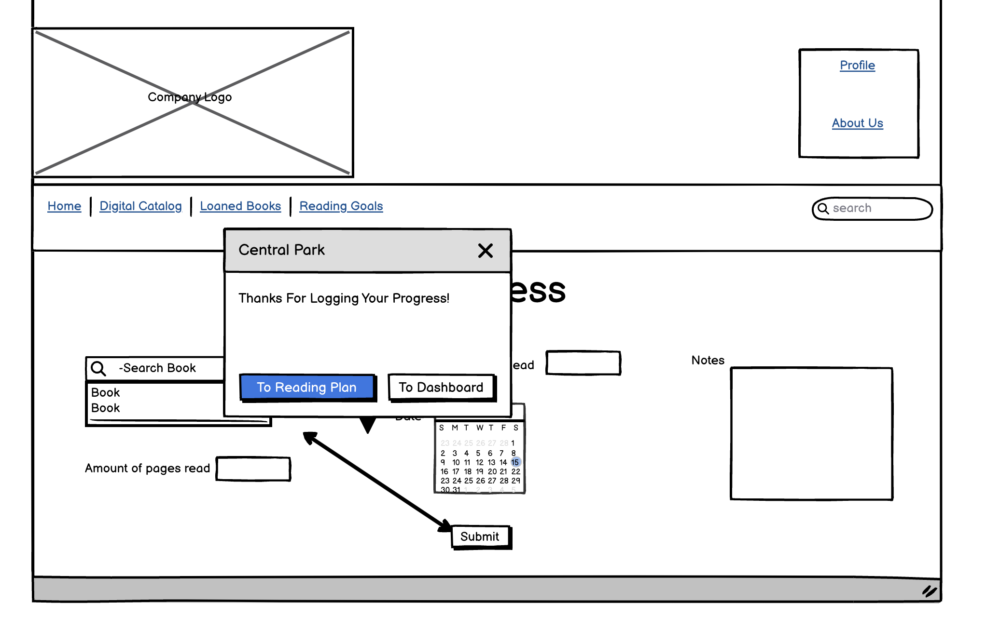 Company Logo
Profile
About Us
Home
Digital Catalog
Loaned Books
Reading Goals
search
Central Park
ess
Thanks For Logging Your Progress!
To Reading Plan
To Dashboard
-Search Book
Book
Book
ead
Notes
Date
S M T W T F S
23 24 25 26 27 28 1
2 3 4 5 6 7 8
9 10 11 12 13 14 15
16 17 18 19 20 21 22
23 24 25 26 27 28 29
30 31 1 2 3 4 5
Amount of pages read
Submit